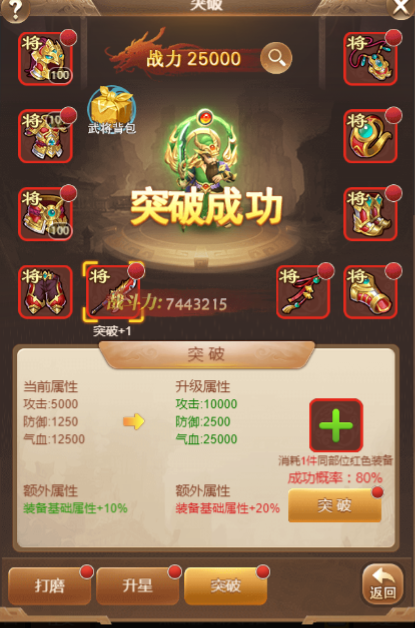 突破
?
战力 25000
将
100
将
将
10
武将背包
将
将
100
将
突破成功
将
将
将
将
战斗力: 7443215
突破+1
突破
当前属性
升级属性
攻击:5000
攻击:10000
防御:1250
防御:2500
气血:12500
气血:25000
消耗1件同部位红色装备
成功概率：80%
额外属性
额外属性
装备基础属性+10%
装备基础属性+20%
突破
打磨
升星
突破
返回